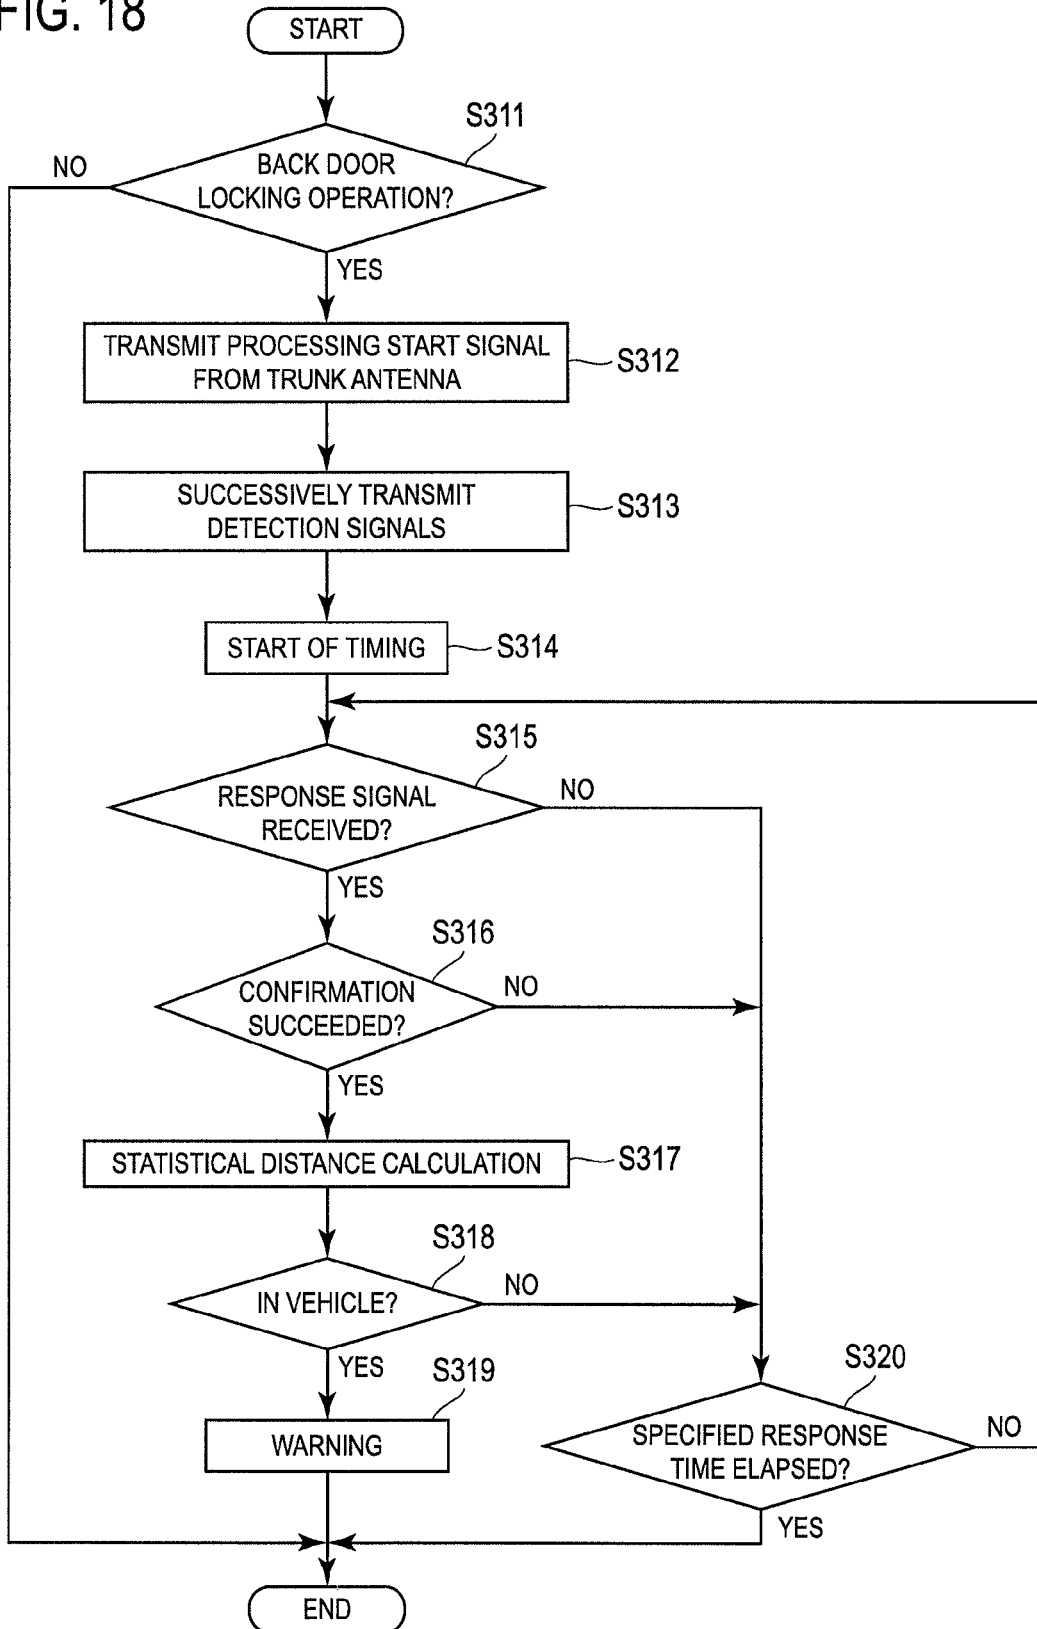 FIG. 18
START
S311
NO
BACK DOOR
LOCKING OPERATION?
YES
TRANSMIT PROCESSING START SIGNAL
FROM TRUNK ANTENNA
S312
SUCCESSIVELY TRANSMIT
DETECTION SIGNALS
S313
START OF TIMING
S314
S315
RESPONSE SIGNAL
RECEIVED?
NO
YES
S316
CONFIRMATION
SUCCEEDED?
NO
YES
STATISTICAL DISTANCE CALCULATION
S317
S318
IN VEHICLE?
NO
YES
S319
WARNING
S320
SPECIFIED RESPONSE
TIME ELAPSED?
NO
YES
END